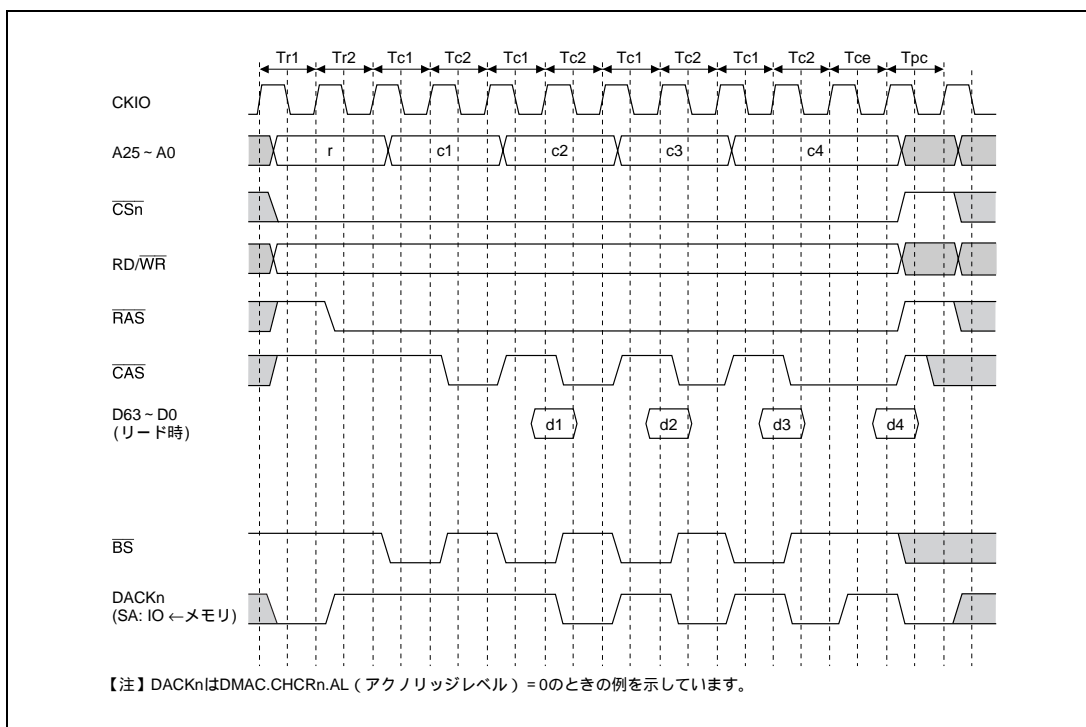 Tr1 Tr2 Tc1 Tc2 Tc1 Tc2 Tc1 Tc2 Tc1 Tc2 Tce Tpc
CKIO
A25~A0 r c1 c2 c3 c4
CSn
RD/WR
RAS
CAS
D63~D0
(リード時) d1 d2 d3 d4
BS
DACKn
(SA: IO ←メモリ)
【注】DACKnはDMAC.CHCRn.AL(アクノリッジレベル)=0のときの例を示しています。